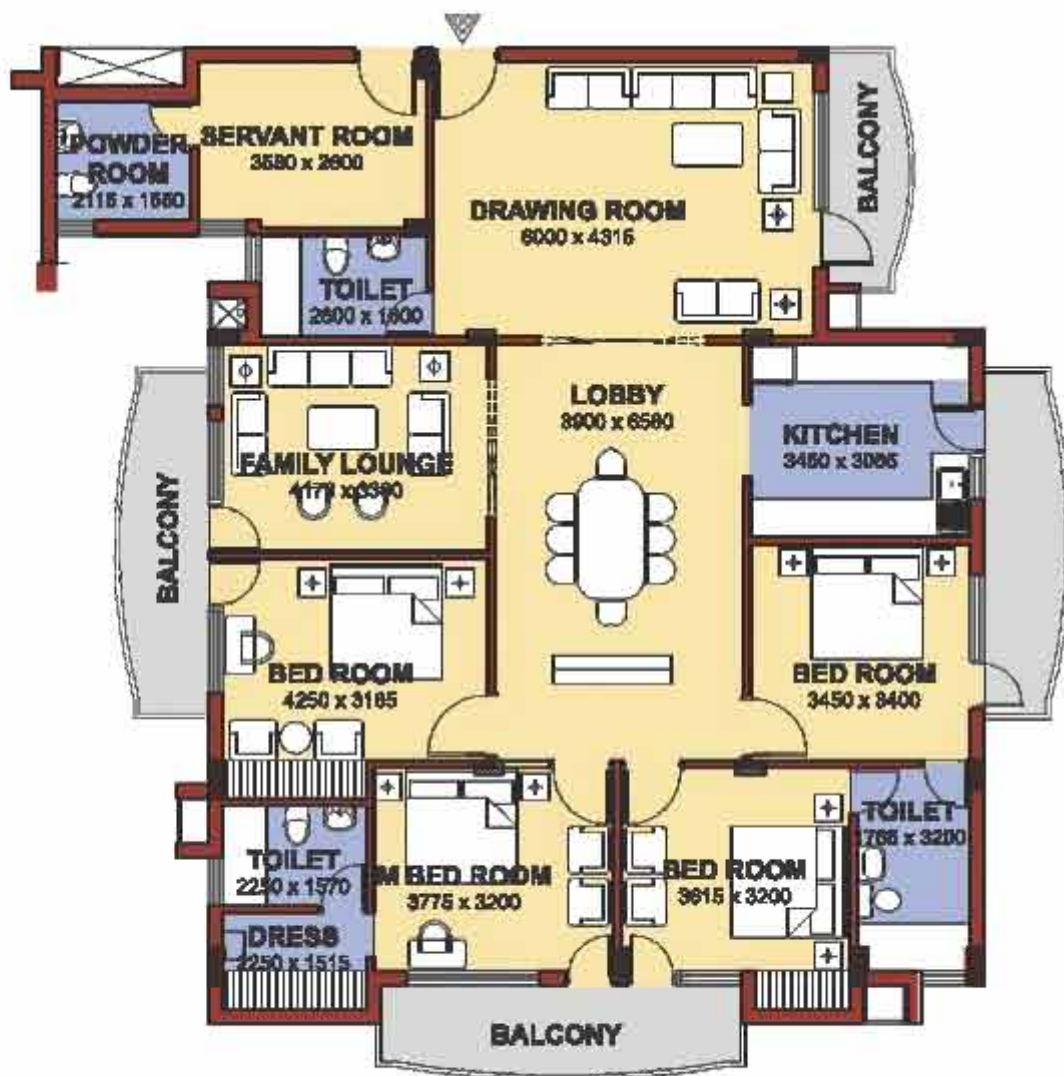 SERVANT ROOM
3580 x 2600
POWDER
ROOM
2115 x 1550
DRAWING ROOM
6000 x 4315
BALCONY
TOILET
2600 x 1600
LOBBY
3900 x 6580
KITCHEN
3450 x 3065
FAMILY LOUNGE
BALCONY
BED ROOM
4250 x 3165
BED ROOM
3450 x 3400
TOILET
2250 x 1570
M BED ROOM
3775 x 3200
BED ROOM
3615 x 3200
TOILET
1765 x 3200
DRESS
2250 x 1515
BALCONY